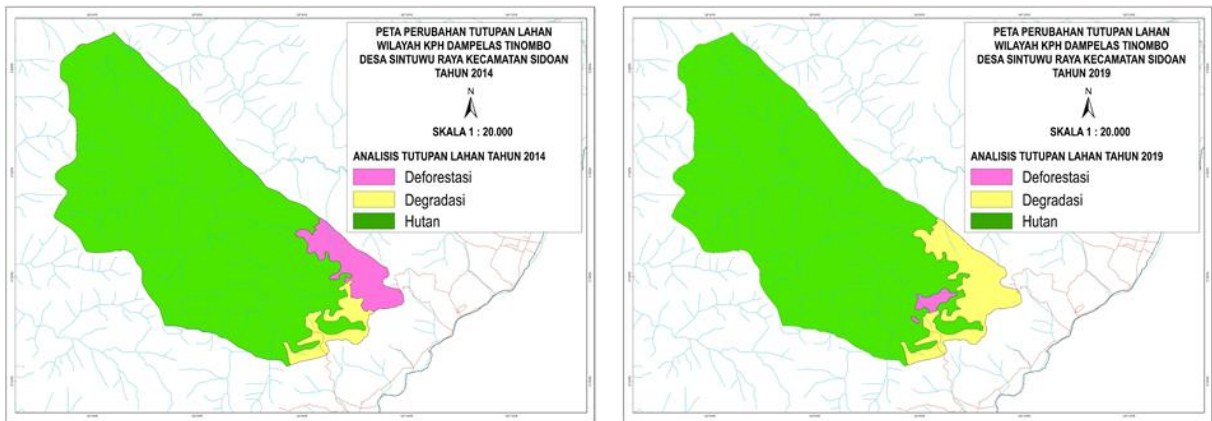 PETA PERUBAHAN TUTUPAN LAHAN
WILAYAH KPH DAMPELAS TINOMBO
DESA SINTUWU RAYA KECAMATAN SIDOAN
TAHUN 2014
N
SKALA 1 : 20.000
ANALISIS TUTUPAN LAHAN TAHUN 2014
Deforestasi
Degradasi
Hutan
PETA PERUBAHAN TUTUPAN LAHAN
WILAYAH KPH DAMPELAS TINOMBO
DESA SINTUWU RAYA KECAMATAN SIDOAN
TAHUN 2019
N
SKALA 1 : 20.000
ANALISIS TUTUPAN LAHAN TAHUN 2019
Deforestasi
Degradasi
Hutan